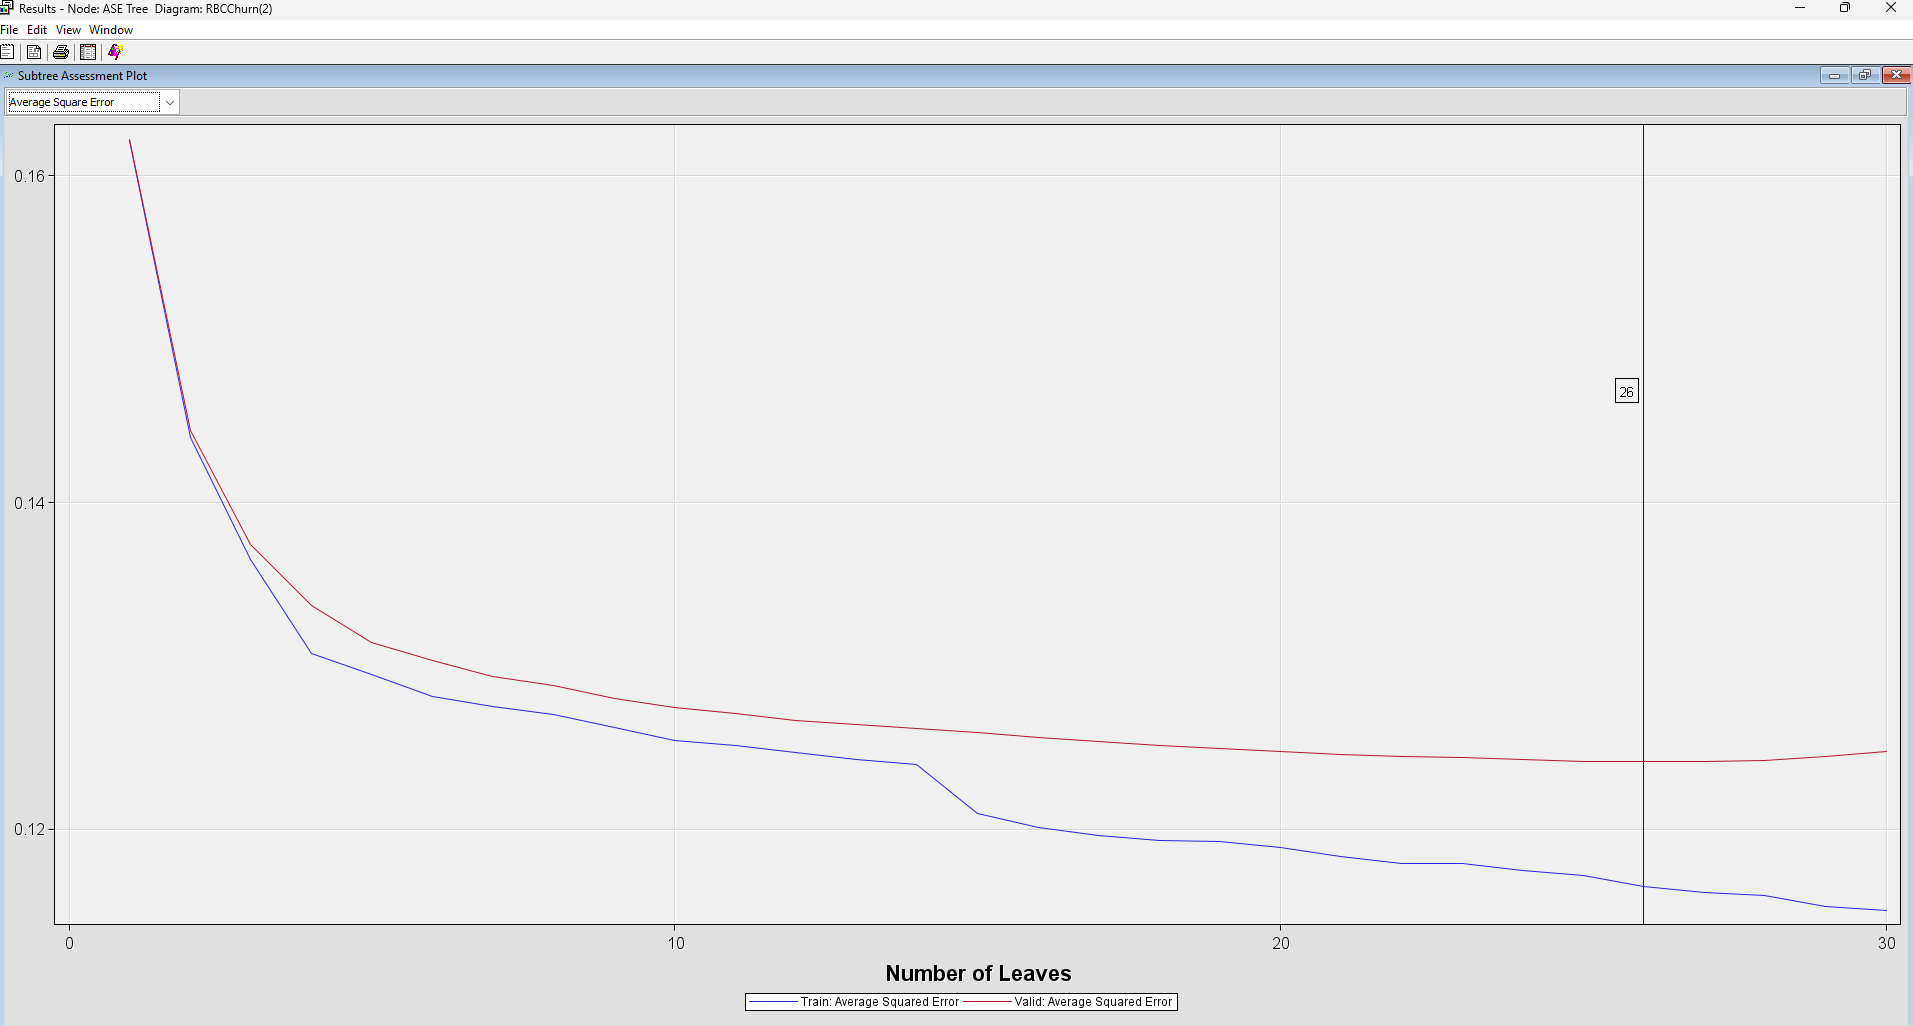 Results - Node: ASE Tree  Diagram: RBCChurn(2)
File Edit View Window
Subtree Assessment Plot
Average Square Error
0.16
0.14
0.12
26
0 10 20 30
Number of Leaves
Train: Average Squared Error Valid: Average Squared Error